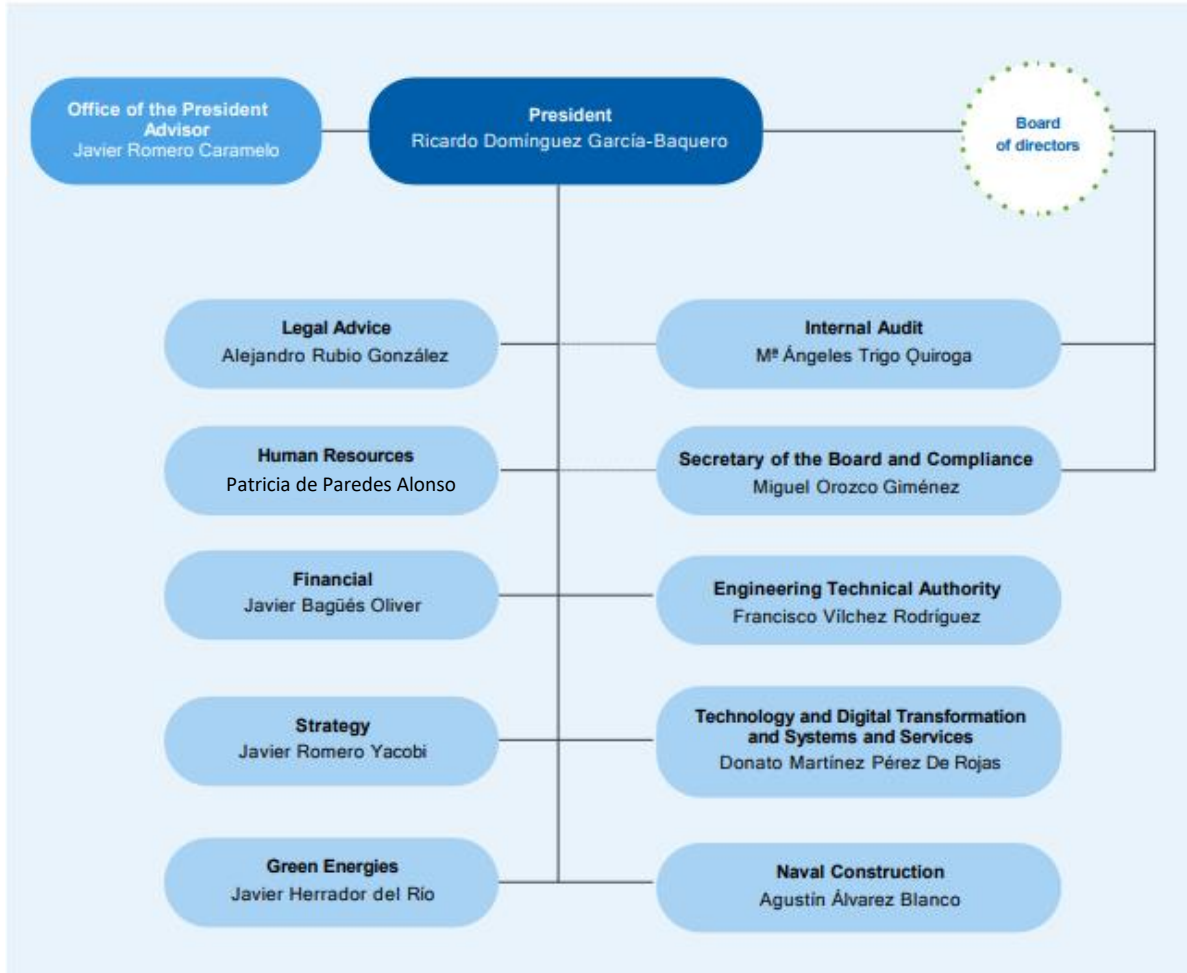 Office of the President
Advisor
Javier Romero Caramelo
President
Ricardo Domínguez García-Baquero
Board
of directors
Legal Advice
Alejandro Rubio González
Internal Audit
Mª Ángeles Trigo Quiroga
Human Resources
Patricia de Paredes Alonso
Secretary of the Board and Compliance
Miguel Orozco Giménez
Financial
Javier Bagüés Oliver
Engineering Technical Authority
Francisco Vílchez Rodríguez
Strategy
Javier Romero Yacobi
Technology and Digital Transformation
and Systems and Services
Donato Martínez Pérez De Rojas
Green Energies
Javier Herrador del Río
Naval Construction
Agustín Álvarez Blanco